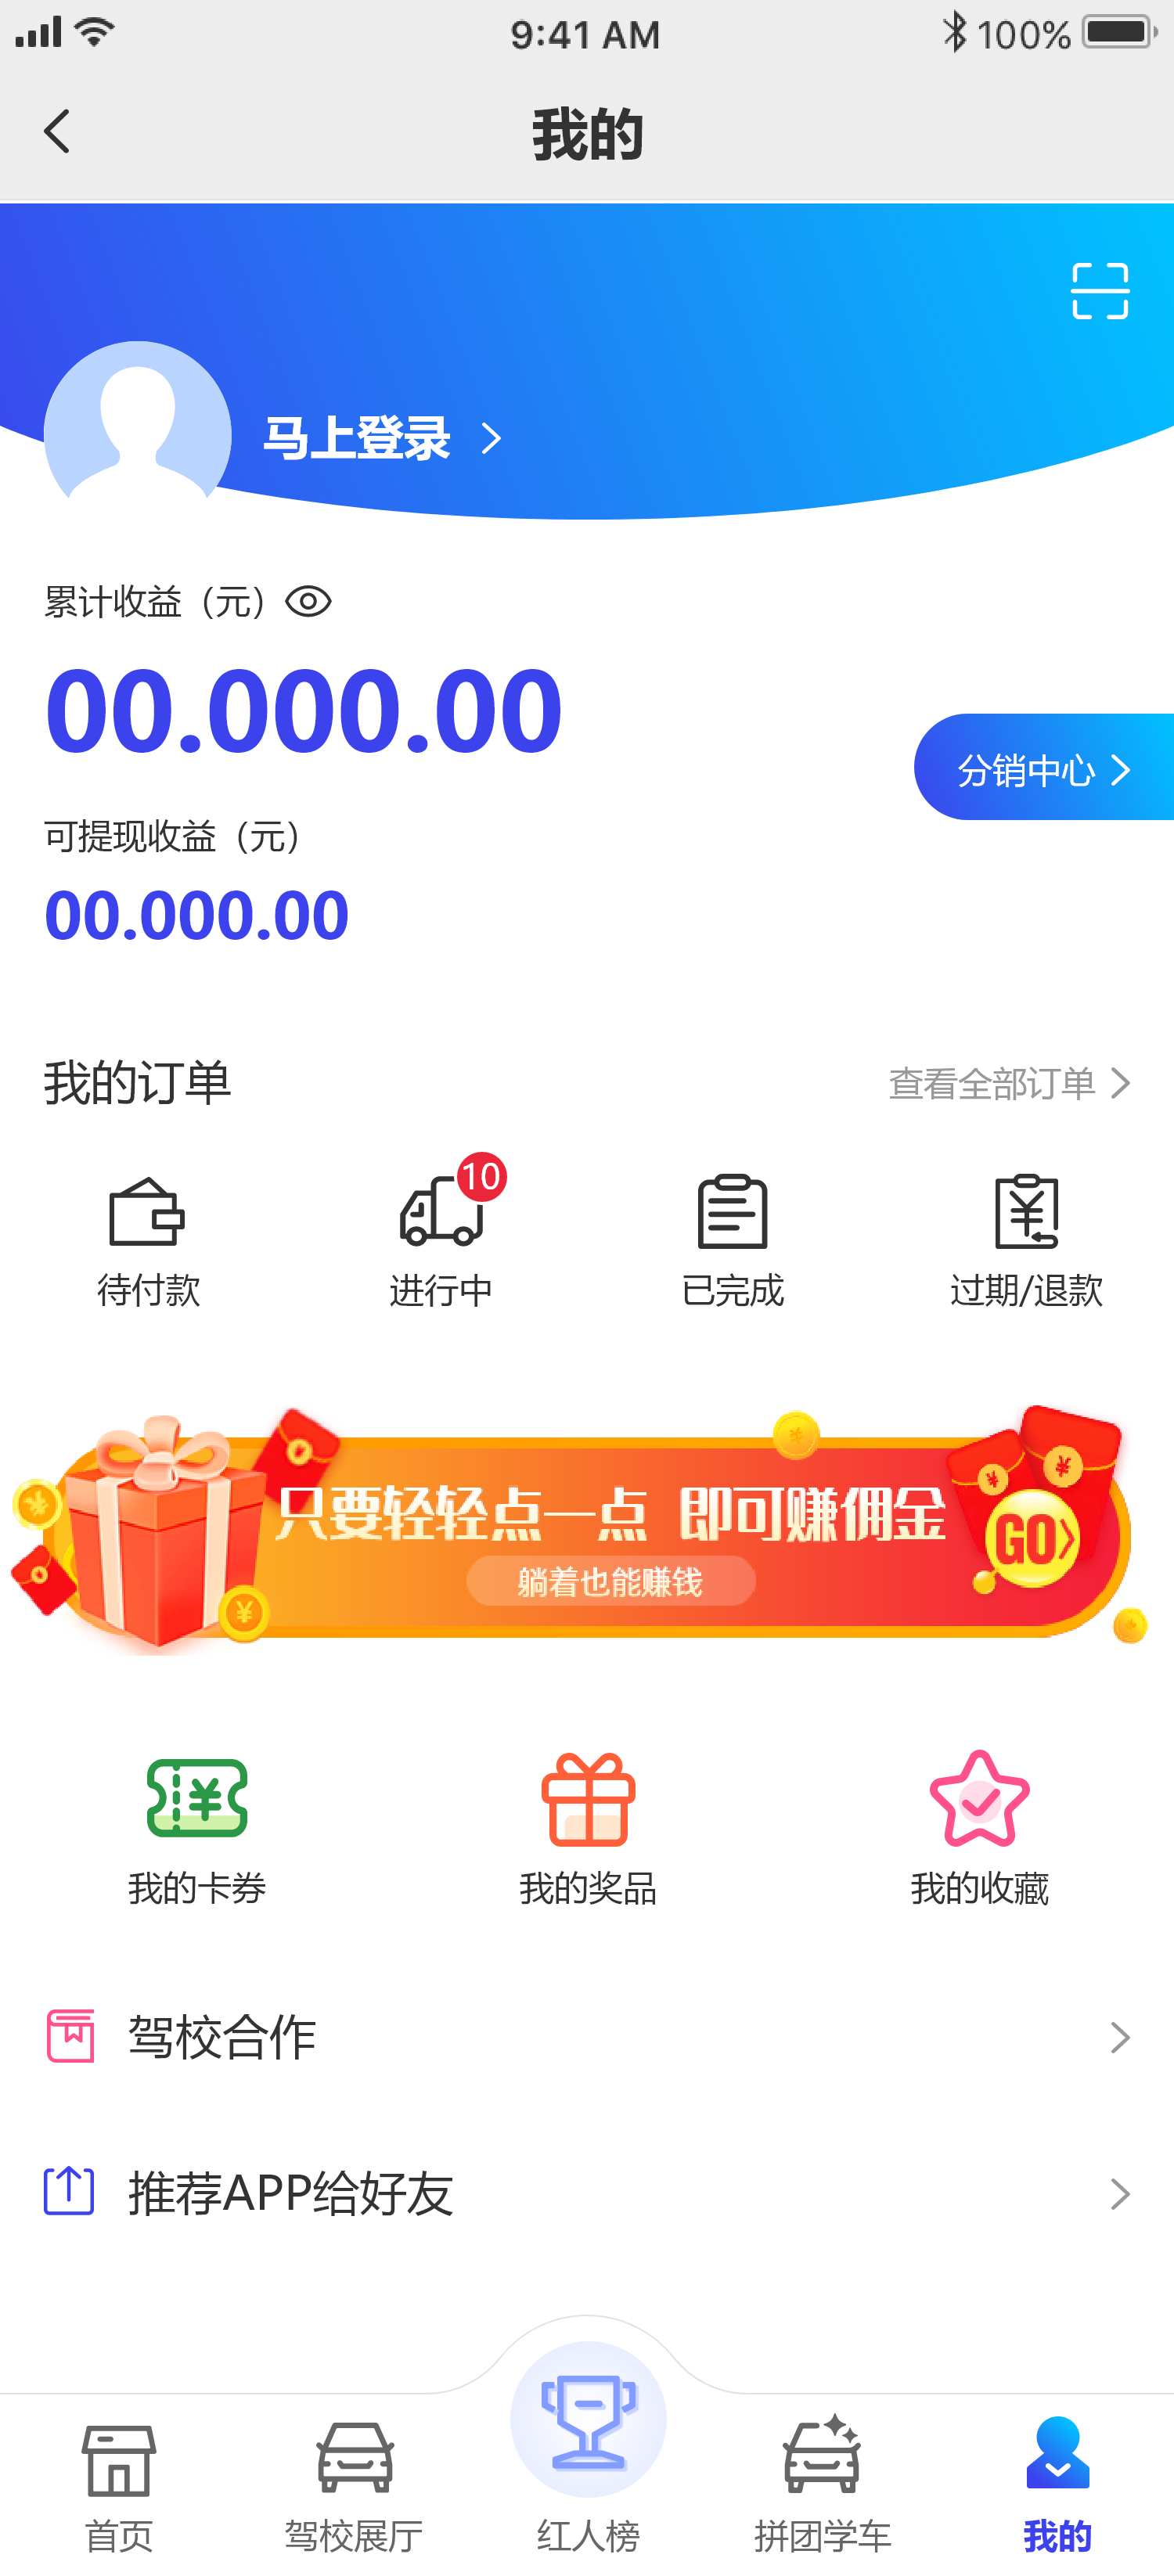 9:41 AM 100%
我的
马上登录
累计收益（元）
00.000.00
分销中心
可提现收益（元）
00.000.00
我的订单 查看全部订单
10
待付款 进行中 已完成 过期/退款
只要轻轻点一点 即可赚佣金
GO
躺着也能赚钱
我的卡券 我的奖品 我的收藏
驾校合作
推荐APP给好友
首页 驾校展厅 红人榜 拼团学车 我的